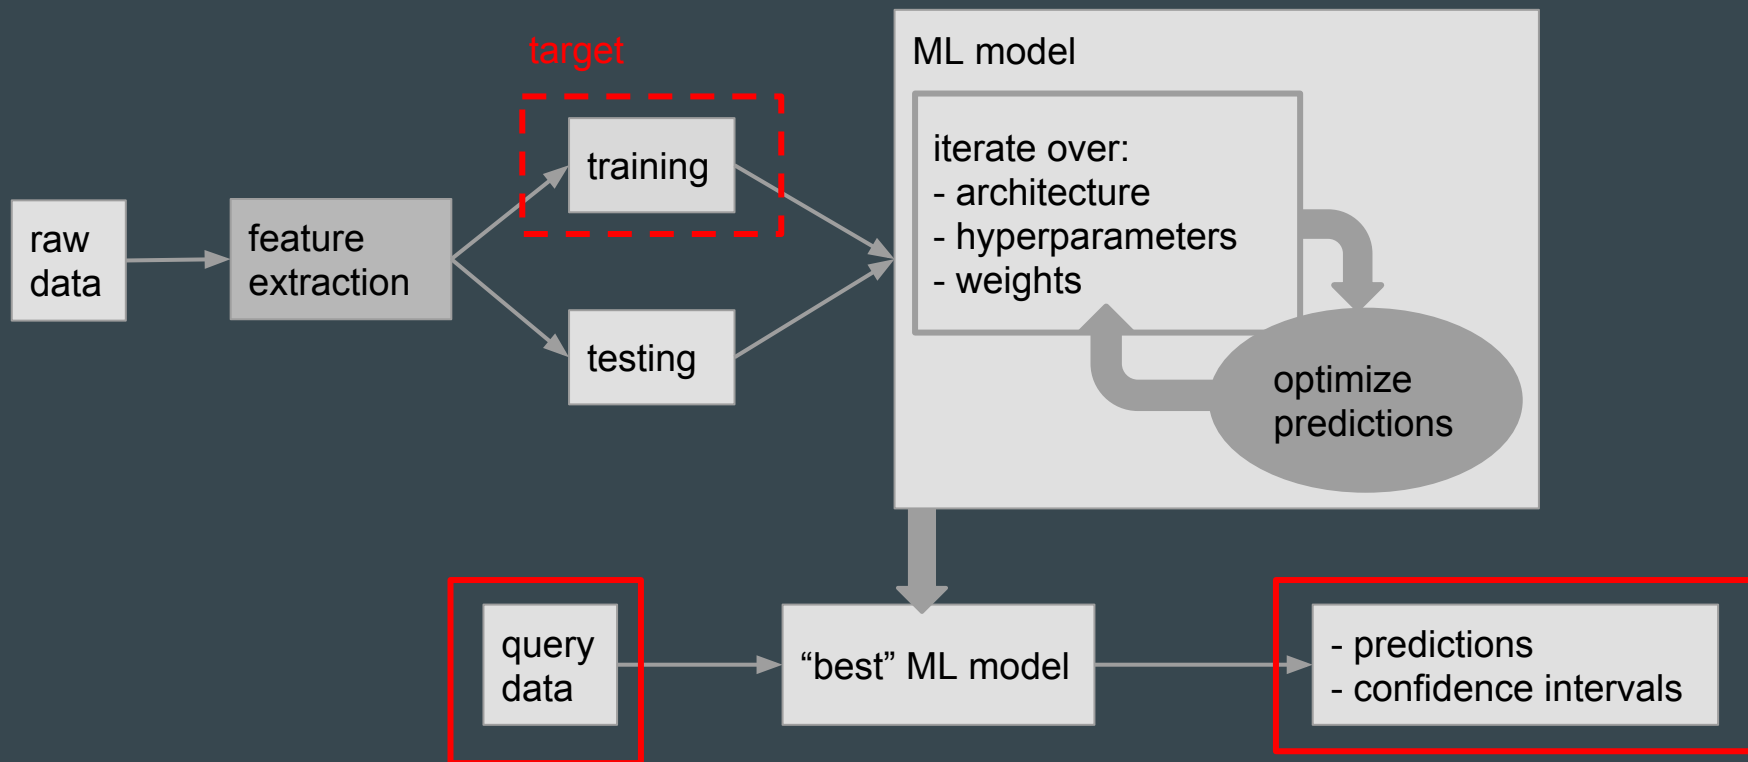 target
training
raw
data
feature
extraction
testing
ML model
iterate over:
- architecture
- hyperparameters
- weights
optimize
predictions
query
data
“best” ML model
- predictions
- confidence intervals